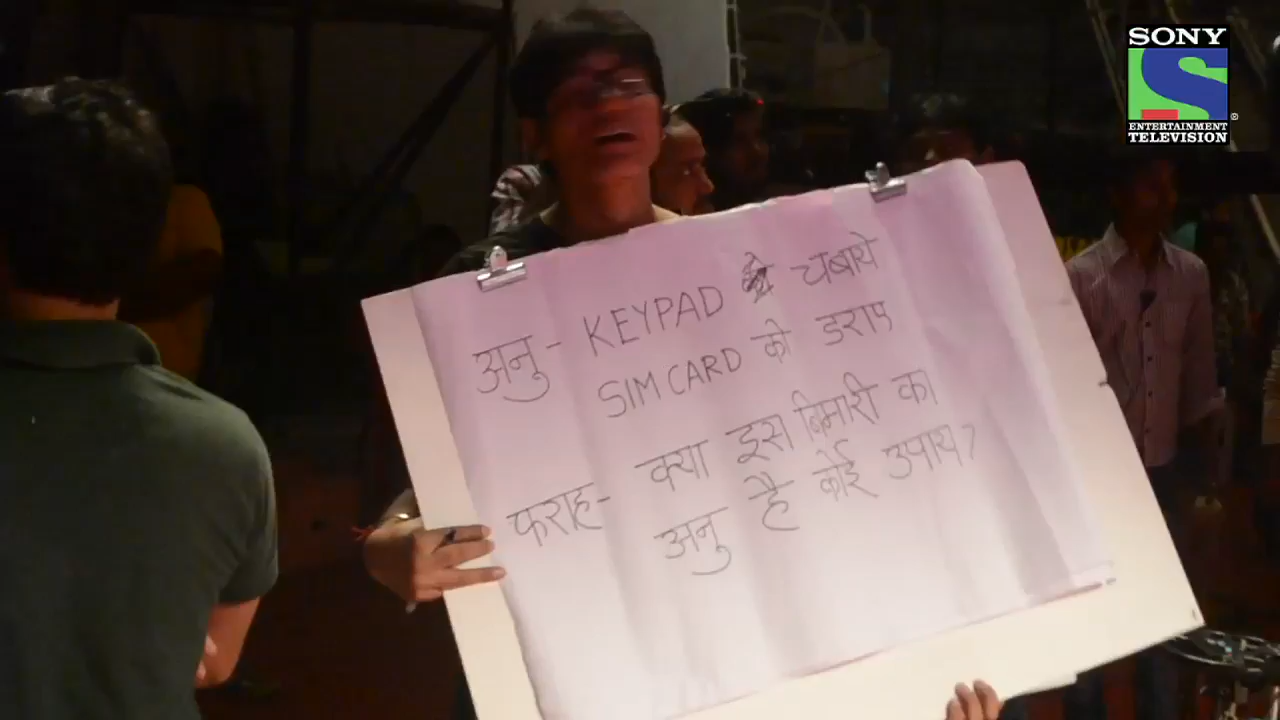 SONY
ENTERTAINMENT
TELEVISION
अनु- KEYPAD चबाये
SIM CARD को डराए
फराह- क्या इस बिमारी का
अनु है कोई उपाय?